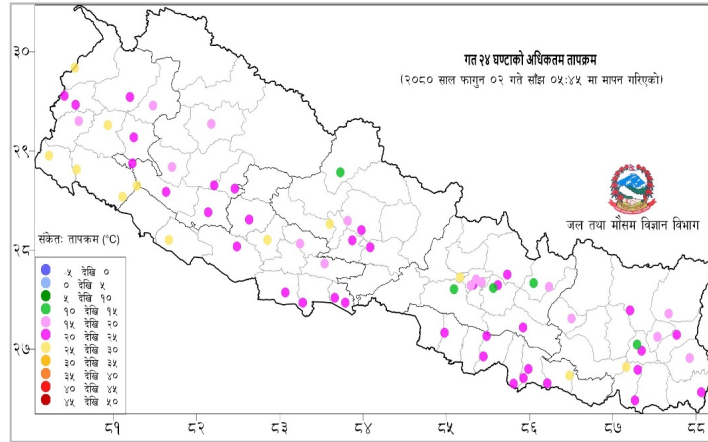 गत २४ घण्टाको अधिकतम तापक्रम
(२०८० साल फागुन ०२ गते साँझ ०५:४५ मा मापन गरिएको)
जल तथा मौसम विज्ञान विभाग
संकेतः तापक्रम (°C)
-५ देखि ०
० देखि ५
५ देखि १०
१० देखि १५
१५ देखि २०
२० देखि २५
२५ देखि ३०
३० देखि ३५
३५ देखि ४०
४० देखि ४५
४५ देखि ५०
३०
२९
२८
२७
८१ ८२ ८३ ८४ ८५ ८६ ८७ ८८